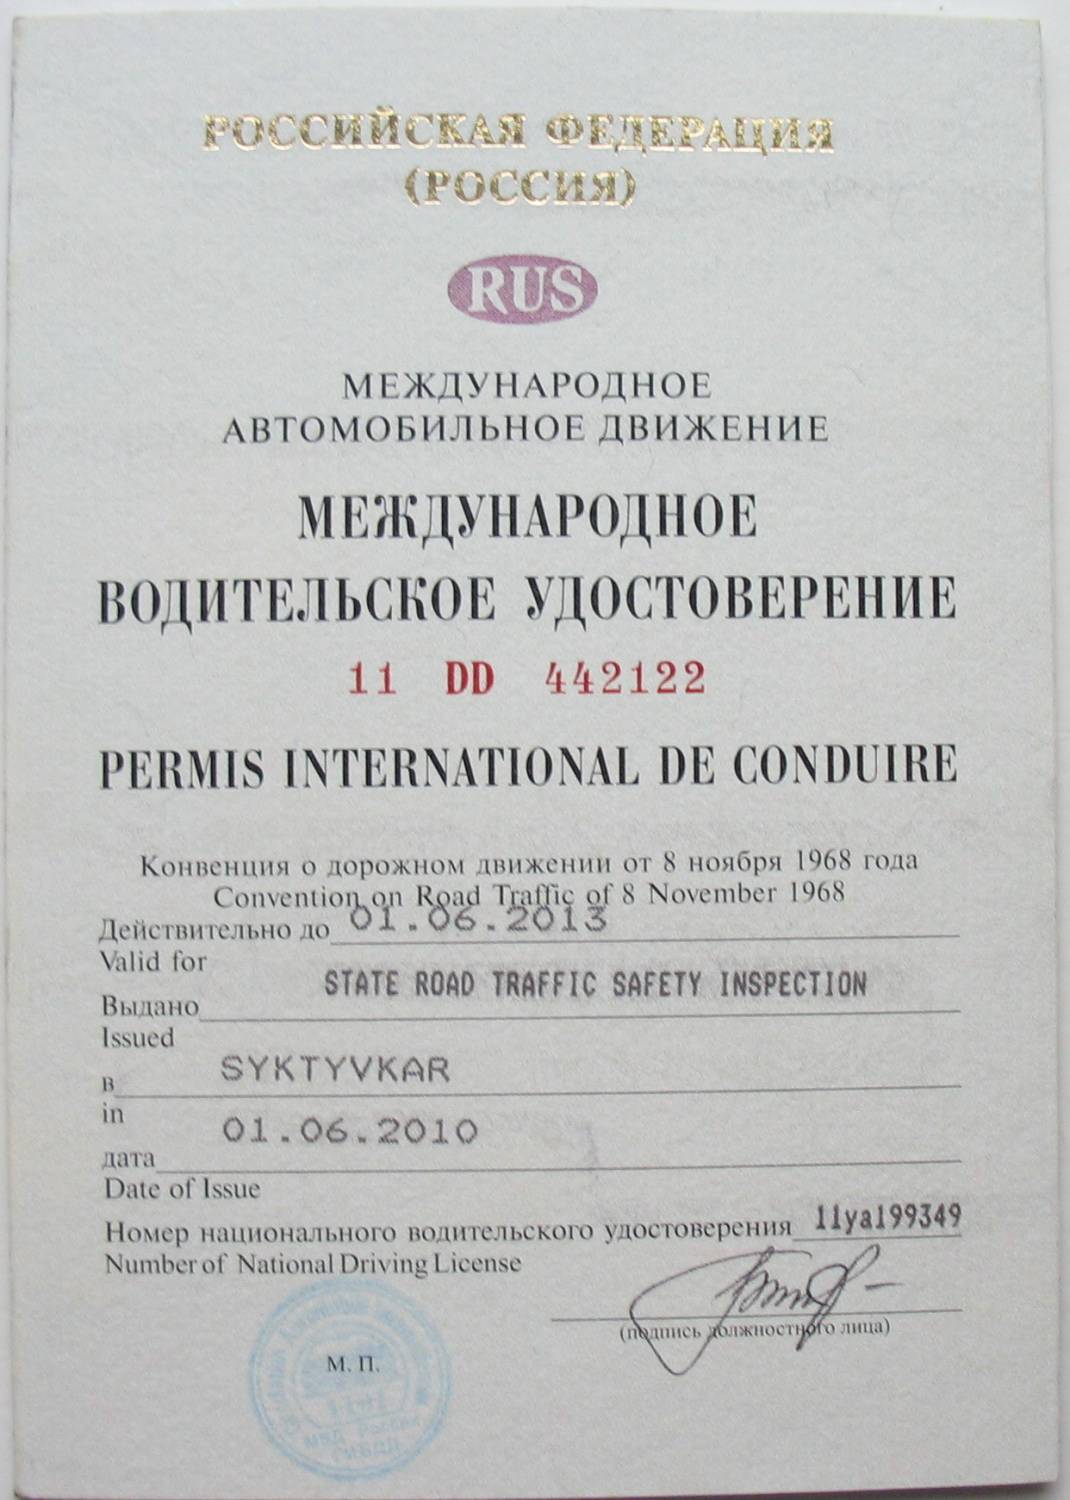 РОССИЙСКАЯ ФЕДЕРАЦИЯ
(РОССИЯ)
RUS
МЕЖДУНАРОДНОЕ
АВТОМОБИЛЬНОЕ ДВИЖЕНИЕ
МЕЖДУНАРОДНОЕ
ВОДИТЕЛЬСКОЕ УДОСТОВЕРЕНИЕ
11 DD 442122
PERMIS INTERNATIONAL DE CONDUIRE
Конвенция о дорожном движении от 8 ноября 1968 года
Convention on Road Traffic of 8 November 1968
Действительно до 01.06.2013
Valid for
STATE ROAD TRAFFIC SAFETY INSPECTION
Выдано
Issued
SYKTYVKAR
в
in
01.06.2010
дата
Date of Issue
Номер национального водительского удостоверения 11ya199349
Number of National Driving License
(подпись должностного лица)
М. П.
МВД России
ГИБДД